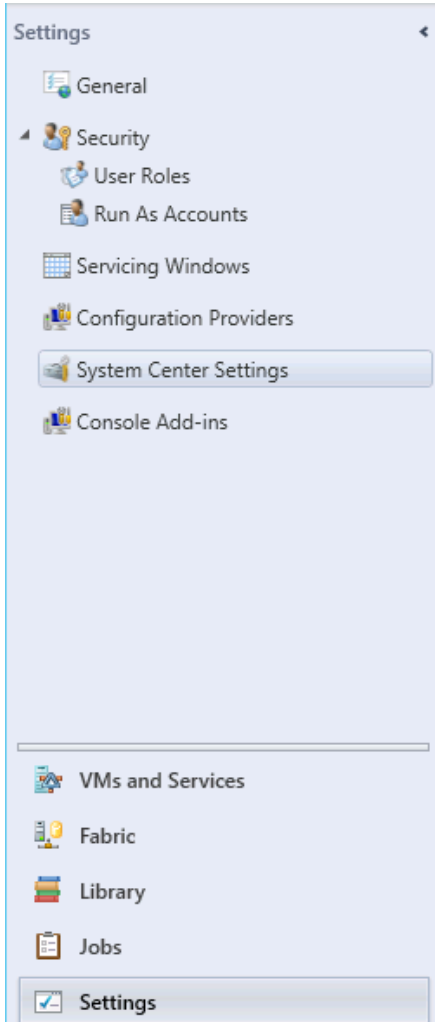 Settings
General
Security
User Roles
Run As Accounts
Servicing Windows
Configuration Providers
System Center Settings
Console Add-ins
VMs and Services
Fabric
Library
Jobs
Settings